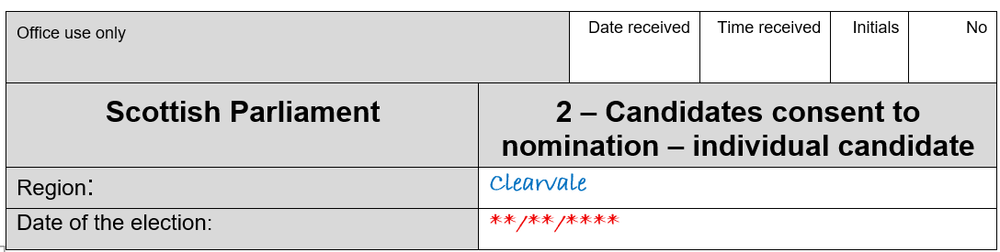 Office use only
Date received
Time received
Initials
No
Scottish Parliament
2 – Candidates consent to
nomination – individual candidate
Region:
Clearvale
Date of the election:
**/**/****